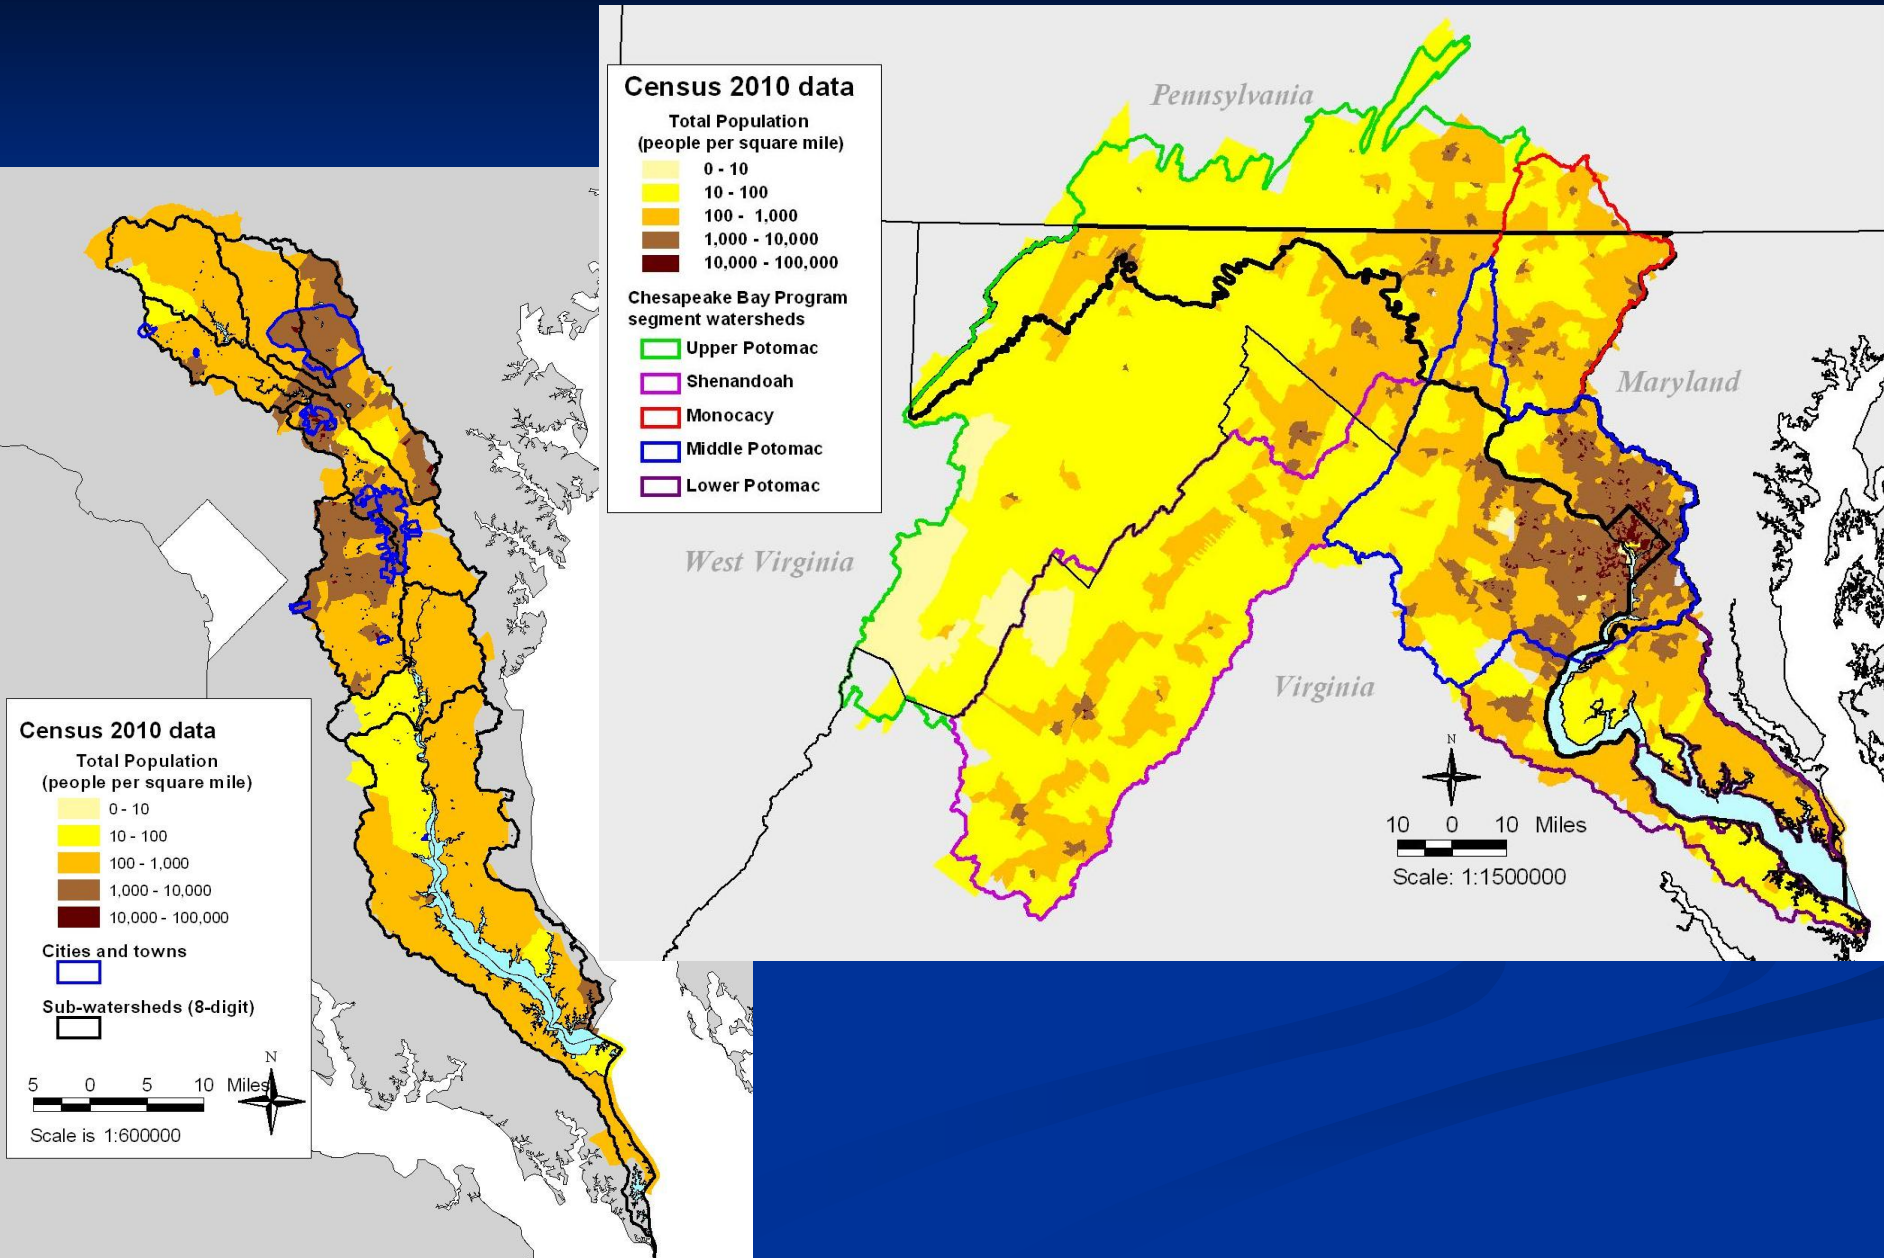 Census 2010 data
Total Population
(people per square mile)
0 - 10
10 - 100
100 - 1,000
1,000 - 10,000
10,000 - 100,000
Chesapeake Bay Program
segment watersheds
Upper Potomac
Shenandoah
Monocacy
Middle Potomac
Lower Potomac
Pennsylvania
Maryland
West Virginia
Virginia
N
10 0 10 Miles
Scale: 1:1500000
Census 2010 data
Total Population
(people per square mile)
0 - 10
10 - 100
100 - 1,000
1,000 - 10,000
10,000 - 100,000
Cities and towns
Sub-watersheds (8-digit)
N
5 0 5 10 Miles
Scale is 1:600000